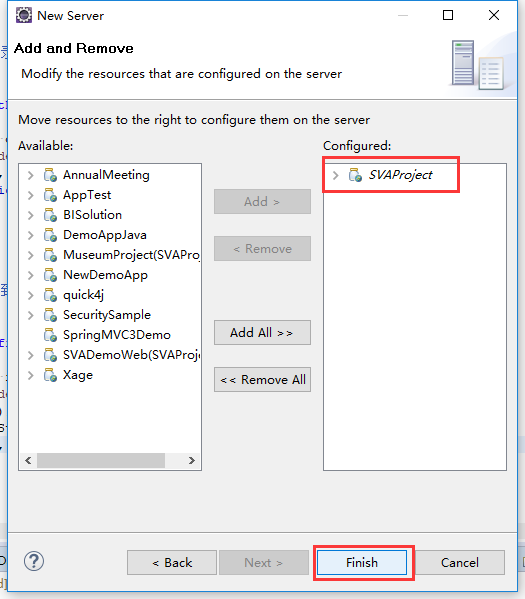 New Server
Add and Remove
Modify the resources that are configured on the server
Move resources to the right to configure them on the server
Available:
Configured:
AnnualMeeting
AppTest
BISolution
DemoAppJava
MuseumProject(SVAProj
NewDemoApp
quick4j
SecuritySample
SpringMVC3Demo
SVADemoWeb(SVAProje
Xage
Add >
< Remove
Add All >>
<< Remove All
SVAProject
?
< Back
Next >
Finish
Cancel